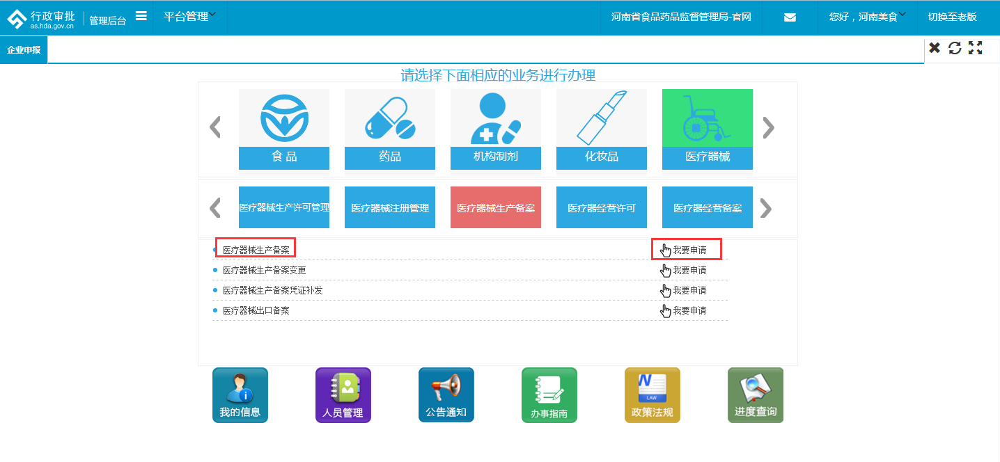 行政审批
as.hda.gov.cn
管理后台
平台管理
河南省食品药品监督管理局-官网
您好，河南美食
切换至老版
企业申报
请选择下面相应的业务进行办理
食 品
药品
机构制剂
化妆品
医疗器械
医疗器械生产许可管理
医疗器械注册管理
医疗器械生产备案
医疗器经营许可
医疗器经营备案
医疗器械生产备案
我要申请
医疗器械生产备案变更
我要申请
医疗器械生产备案凭证补发
我要申请
医疗器械出口备案
我要申请
我的信息
人员管理
公告通知
办事指南
N
LAW
政策法规
进度查询